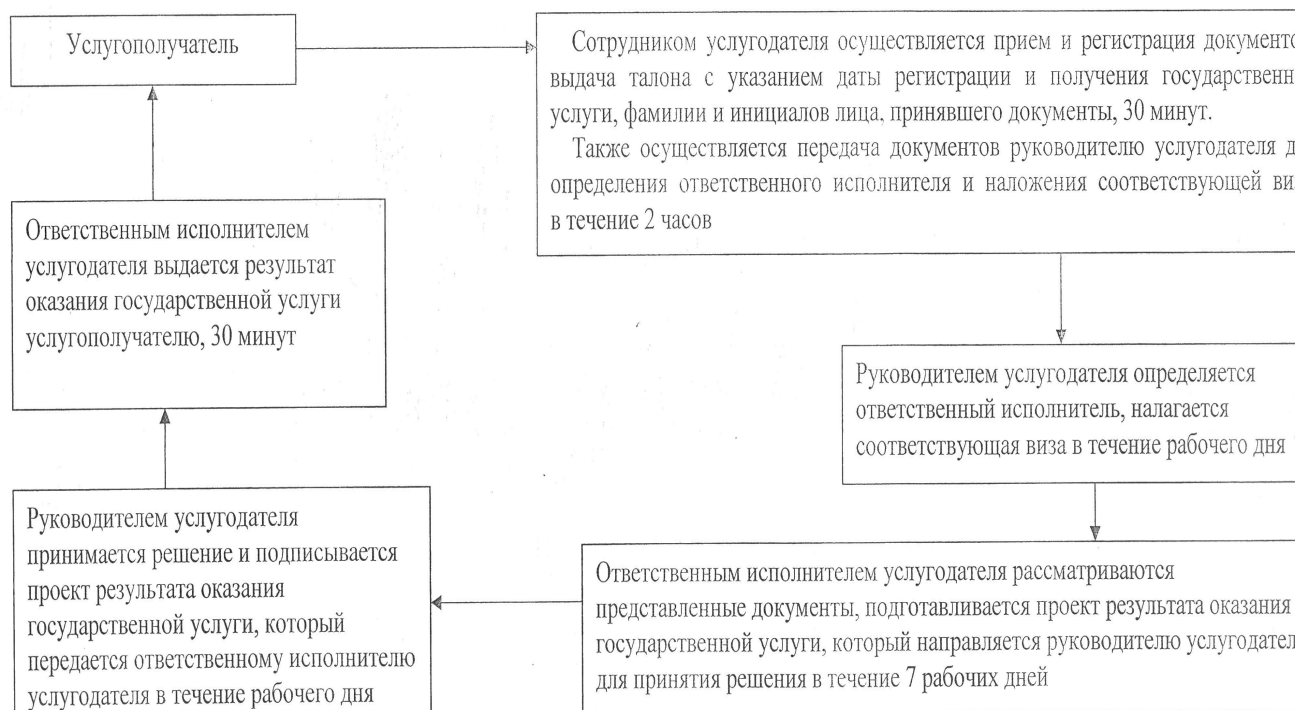 Услугополучатель
Сотрудником услугодателя осуществляется прием и регистрация документо
выдача талона с указанием даты регистрации и получения государственн
услуги, фамилии и инициалов лица, принявшего документы, 30 минут.
Также осуществляется передача документов руководителю услугодателя д
определения ответственного исполнителя и наложения соответствующей ви
в течение 2 часов
Ответственным исполнителем
услугодателя выдается результат
оказания государственной услуги
услугополучателю, 30 минут
Руководителем услугодателя определяется
ответственный исполнитель, налагается
соответствующая виза в течение рабочего дня
Руководителем услугодателя
принимается решение и подписывается
проект результата оказания
государственной услуги, который
передается ответственному исполнителю
услугодателя в течение рабочего дня
Ответственным исполнителем услугодателя рассматриваются
представленные документы, подготавливается проект результата оказания
государственной услуги, который направляется руководителю услугодател
для принятия решения в течение 7 рабочих дней